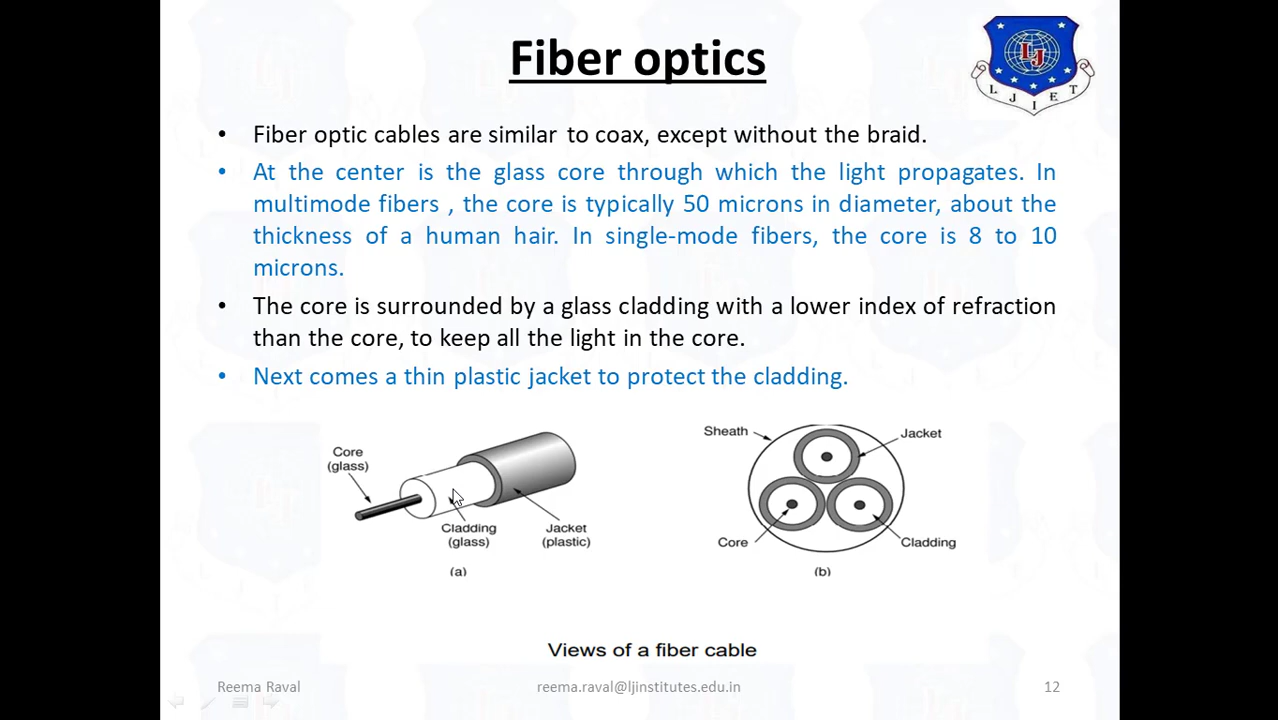 Fiber optics
LJ
L J I E T
• Fiber optic cables are similar to coax, except without the braid.
• At the center is the glass core through which the light propagates. In
multimode fibers , the core is typically 50 microns in diameter, about the
thickness of a human hair. In single-mode fibers, the core is 8 to 10
microns.
• The core is surrounded by a glass cladding with a lower index of refraction
than the core, to keep all the light in the core.
• Next comes a thin plastic jacket to protect the cladding.
Core
(glass)
Cladding
(glass)
Jacket
(plastic)
(a)
Sheath
Jacket
Core
Cladding
(b)
Views of a fiber cable
Reema Raval
reema.raval@ljinstitutes.edu.in
12